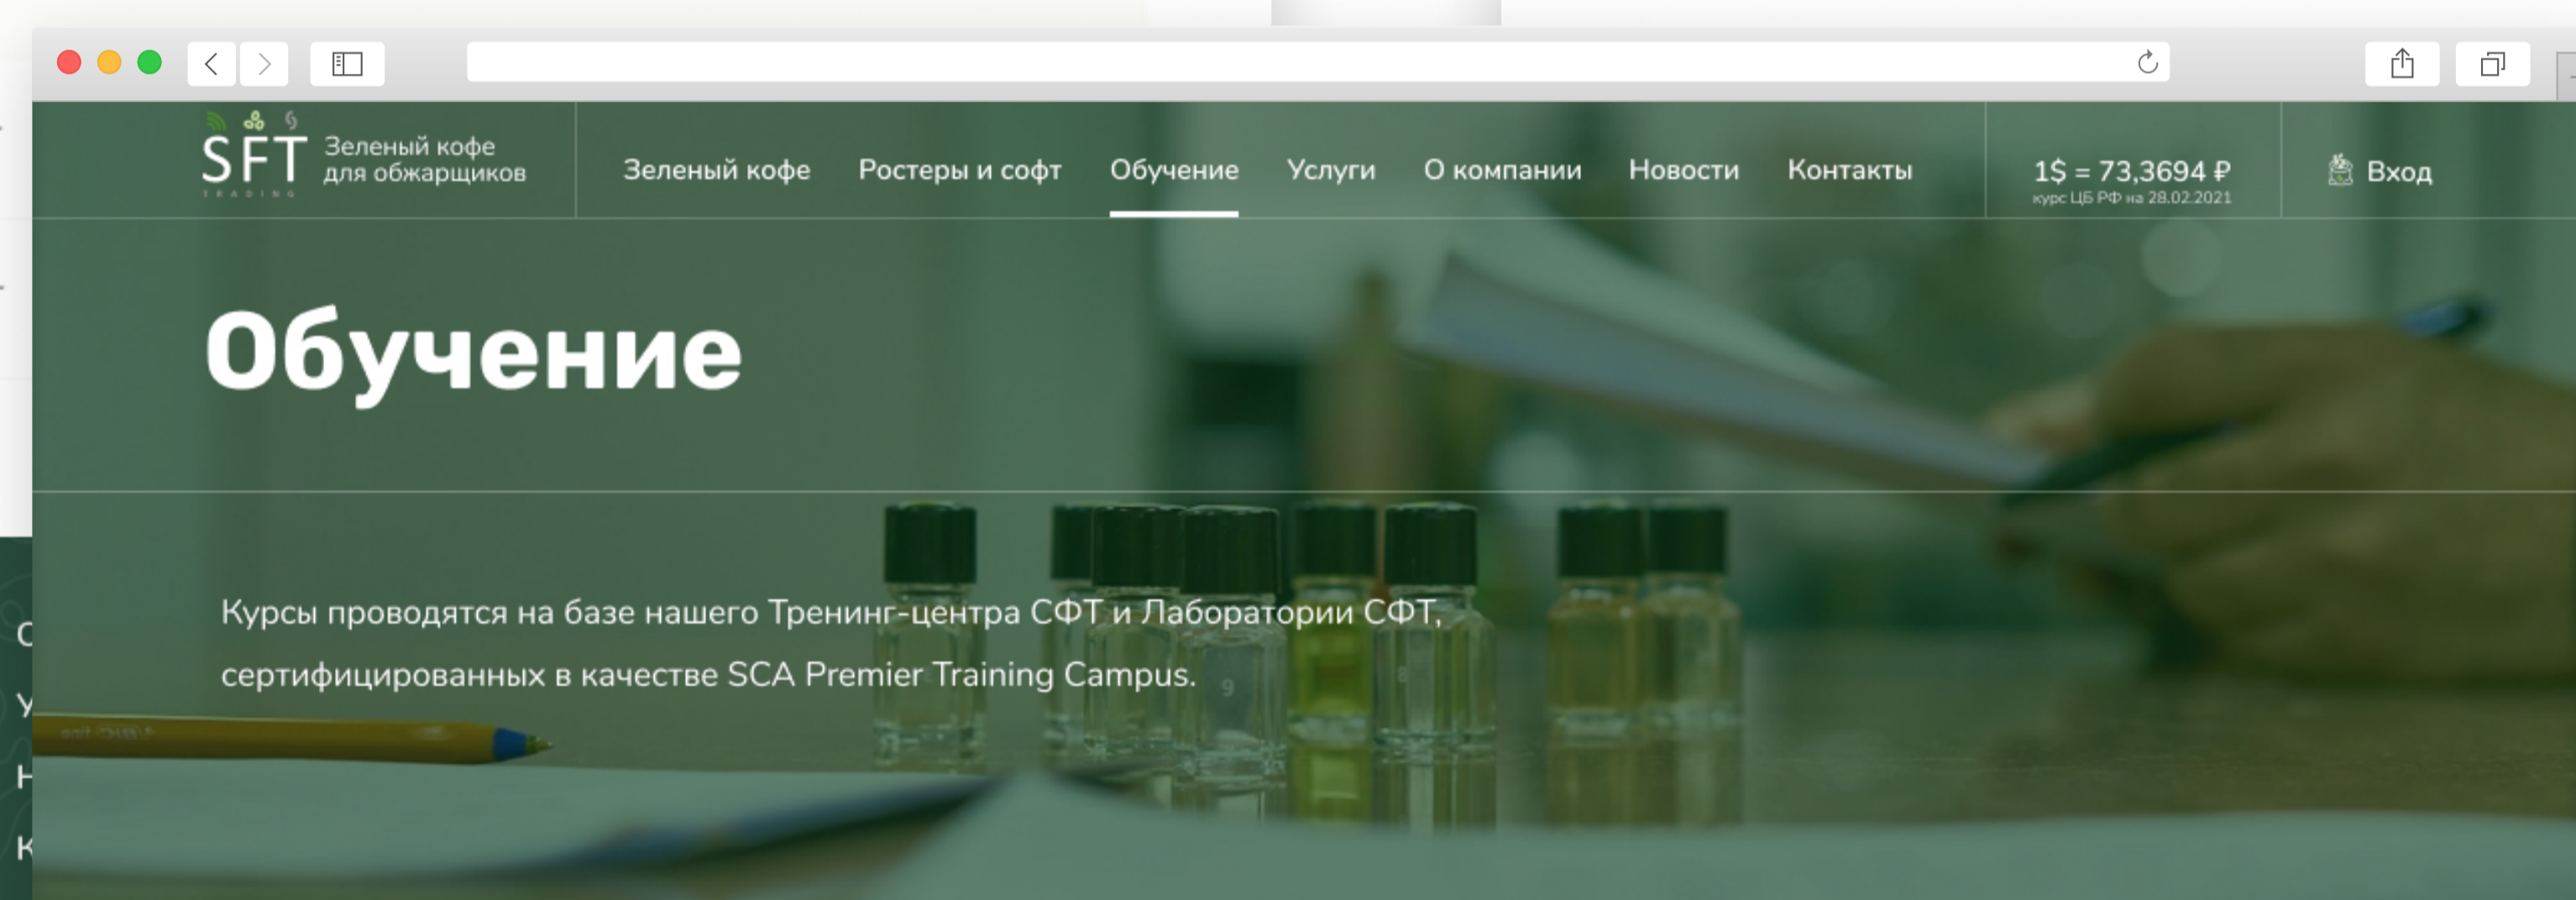 SFT
TRADING
Зеленый кофе
для обжарщиков
Зеленый кофе
Ростеры и софт
Обучение
Услуги
О компании
Новости
Контакты
1$ = 73,3694 ₽
курс ЦБ РФ на 28.02.2021
Вход
Обучение
Курсы проводятся на базе нашего Тренинг-центра СФТ и Лаборатории СФТ,
сертифицированных в качестве SCA Premier Training Campus.
9
8